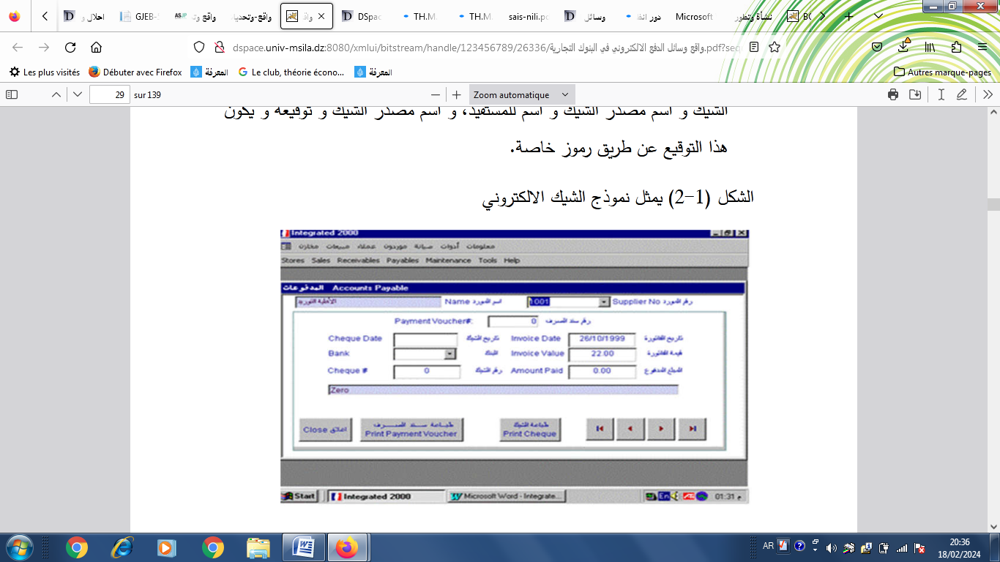 احلال و
GJEB-
ASJP واقع وت
واقع-وتحديات
واق
DSpac
TH.M.
TH.M.
sais-nili.pd
وسائل
دور الن
Microsoft
نشأة وتطور
BO
dspace.univ-msila.dz:8080/xmlui/bitstream/handle/123456789/26336/واقع وسائل الدفع الالكتروني في البنوك التجارية.pdf?seq
Les plus visités
Débuter avec Firefox
المعرفة
Le club, théorie écono...
المعرفة
Autres marque-pages
29 sur 139
Zoom automatique
الشيك و اسم مصدر الشيك و اسم للمستفيد، و اسم مصدر الشيك و توقيعه و يكون
هذا التوقيع عن طريق رموز خاصة.
الشكل (1-2) يمثل نموذج الشيك الالكتروني
Integrated 2000
معلومات أدوات صيانة موردون عملاء مبيعات مخازن
Stores Sales Receivables Payables Maintenance Tools Help
المدفوعات Accounts Payable
Name اسم المورد 1001 Supplier No رقم المورد
Payment Voucher#: 0 رقم سند الصرف
Cheque Date تاريخ الشيك Invoice Date 26/10/1999 تاريخ الفاتورة
Bank البنك Invoice Value 22.00 قيمة الفاتورة
Cheque # 0 رقم الشيك Amount Paid 0.00 المبلغ المدفوع
Zero
Close اغلاق
طباعة سند الصرف
Print Payment Voucher
طباعة الشيك
Print Cheque
Start Integrated 2000 Microsoft Word - Integrate... En 01:31 م
AR
20:36
18/02/2024